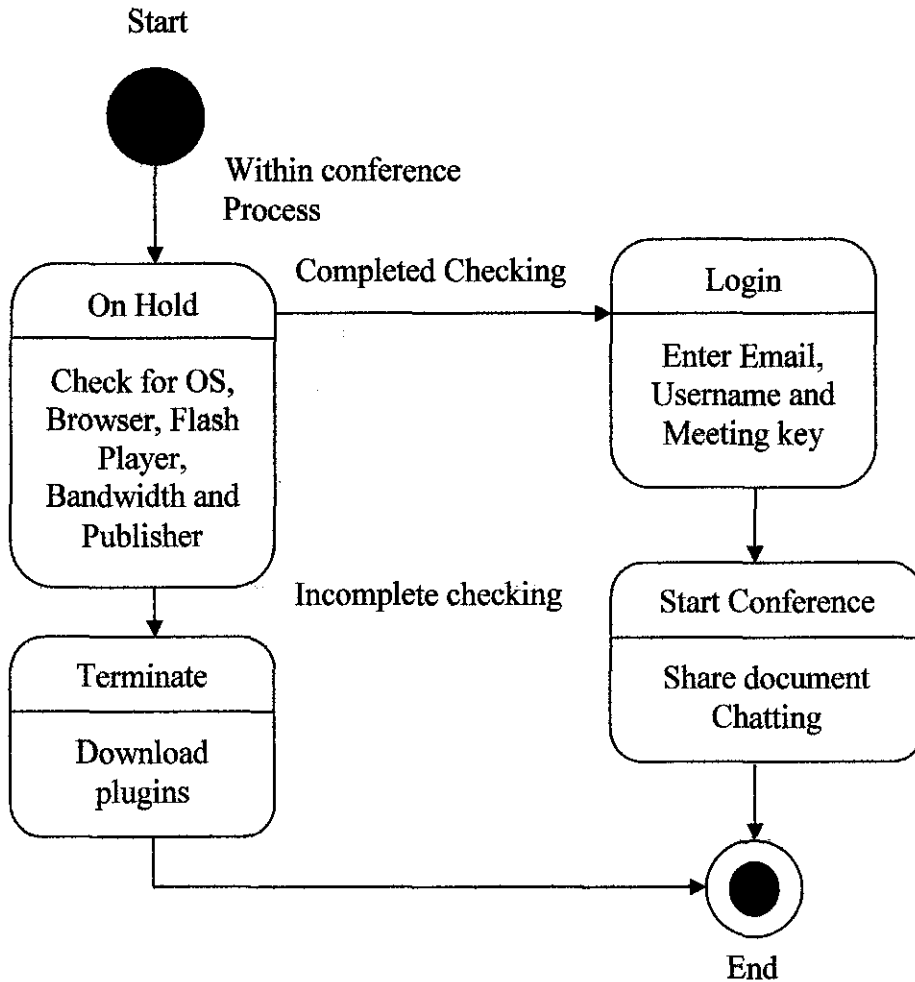 Start
Within conference
Process
Completed Checking
On Hold
Check for OS,
Browser, Flash
Player,
Bandwidth and
Publisher
Login
Enter Email,
Username and
Meeting key
Incomplete checking
Terminate
Download
plugins
Start Conference
Share document
Chatting
End